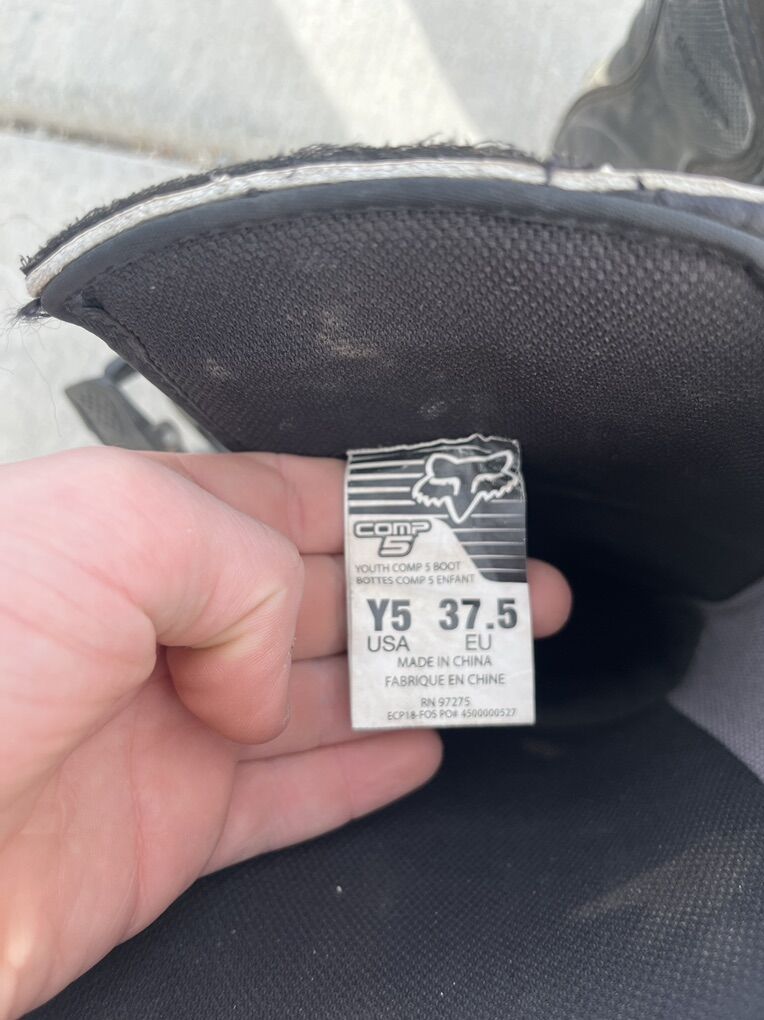 COMP
5
YOUTH COMP 5 BOOT
BOTTES COMP 5 ENFANT
Y5 37.5
USA EU
MADE IN CHINA
FABRIQUE EN CHINE
RN 97275
ECP18-FOS PO# 4500000527